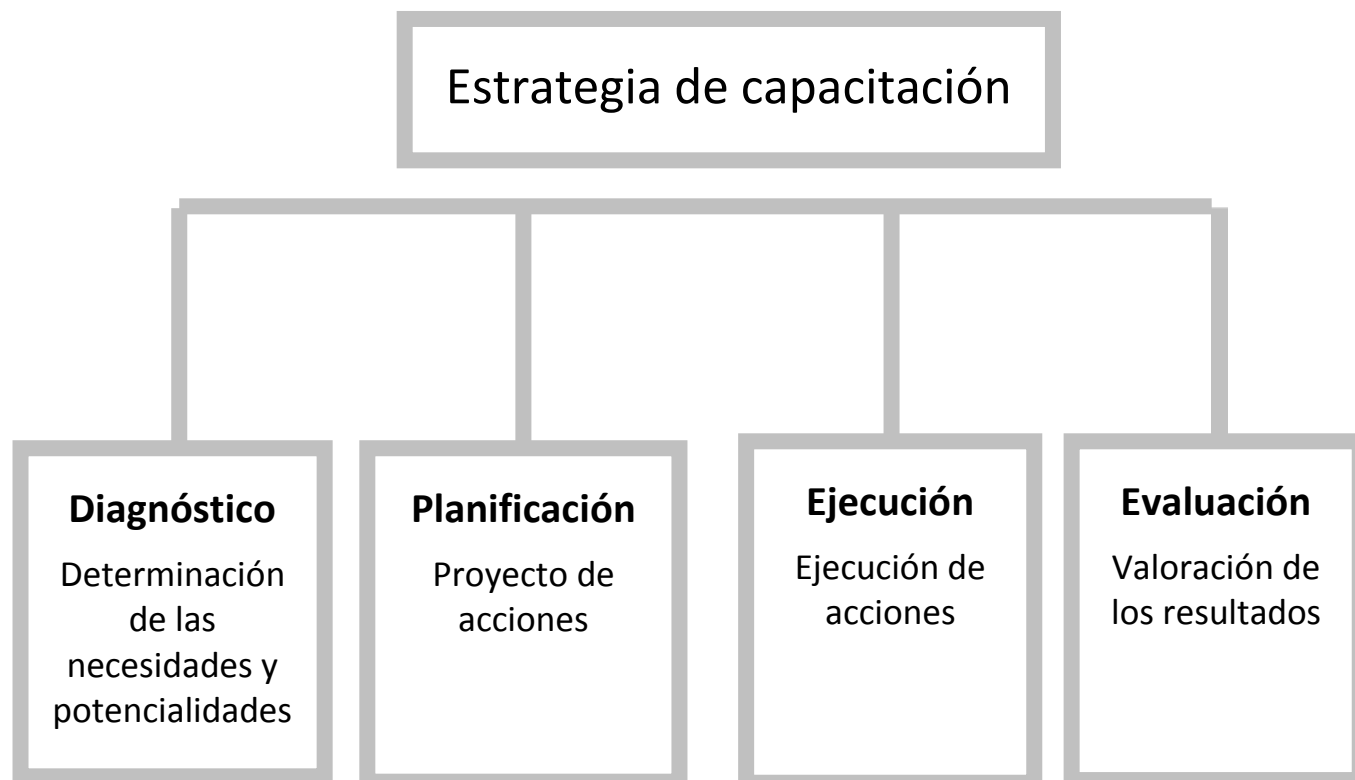 Estrategia de capacitación
Diagnóstico
Determinación
de las
necesidades y
potencialidades
Planificación
Proyecto de
acciones
Ejecución
Ejecución de
acciones
Evaluación
Valoración de
los resultados